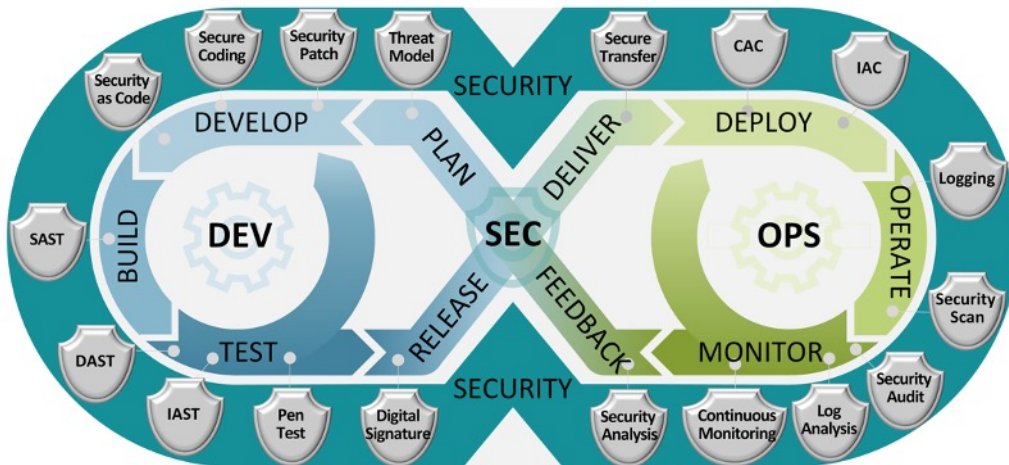 Secure
Coding
Security
Patch
Threat
Model
Secure
Transfer
CAC
IAC
Security
as Code
SECURITY
DEVELOP
PLAN
DELIVER
DEPLOY
Logging
SAST
BUILD
DEV
SEC
OPS
OPERATE
Security
Scan
DAST
TEST
RELEASE
FEEDBACK
MONITOR
SECURITY
Security
Audit
IAST
Pen
Test
Digital
Signature
Security
Analysis
Continuous
Monitoring
Log
Analysis